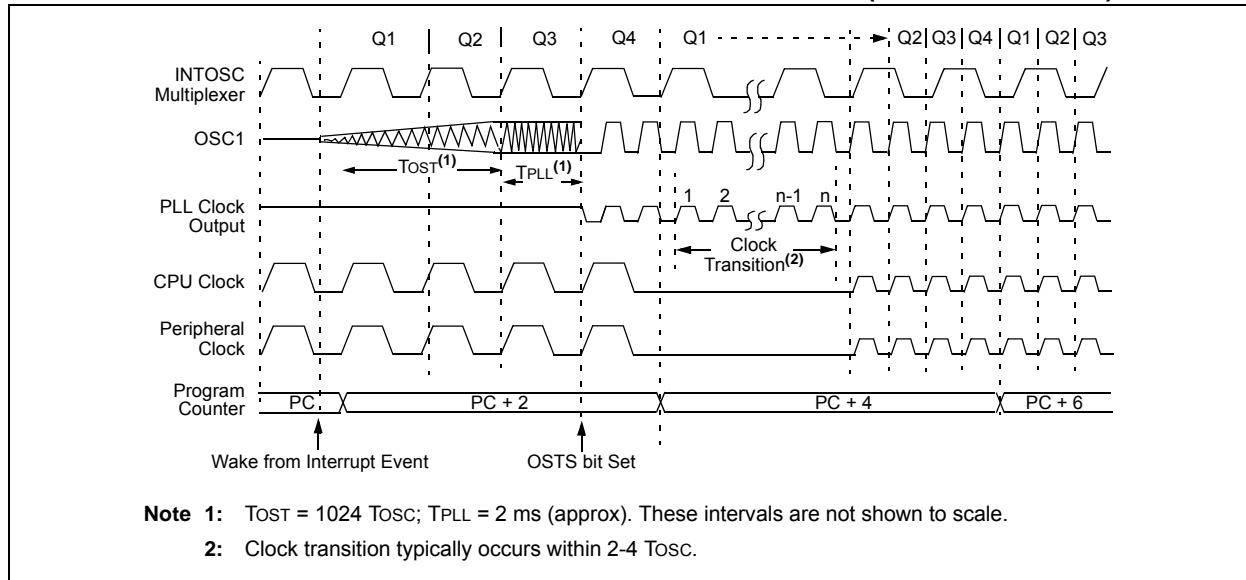 Q1 Q2 Q3 Q4 Q1 Q2 Q3 Q4 Q1 Q2 Q3
INTOSC
Multiplexer
OSC1
TOST(1)
TPLL(1)
1 2 n-1 n
PLL Clock
Output
Clock
Transition(2)
CPU Clock
Peripheral
Clock
Program
Counter
PC PC + 2 PC + 4 PC + 6
Wake from Interrupt Event OSTS bit Set
Note 1: TOST = 1024 TOSC; TPLL = 2 ms (approx). These intervals are not shown to scale.
2: Clock transition typically occurs within 2-4 TOSC.